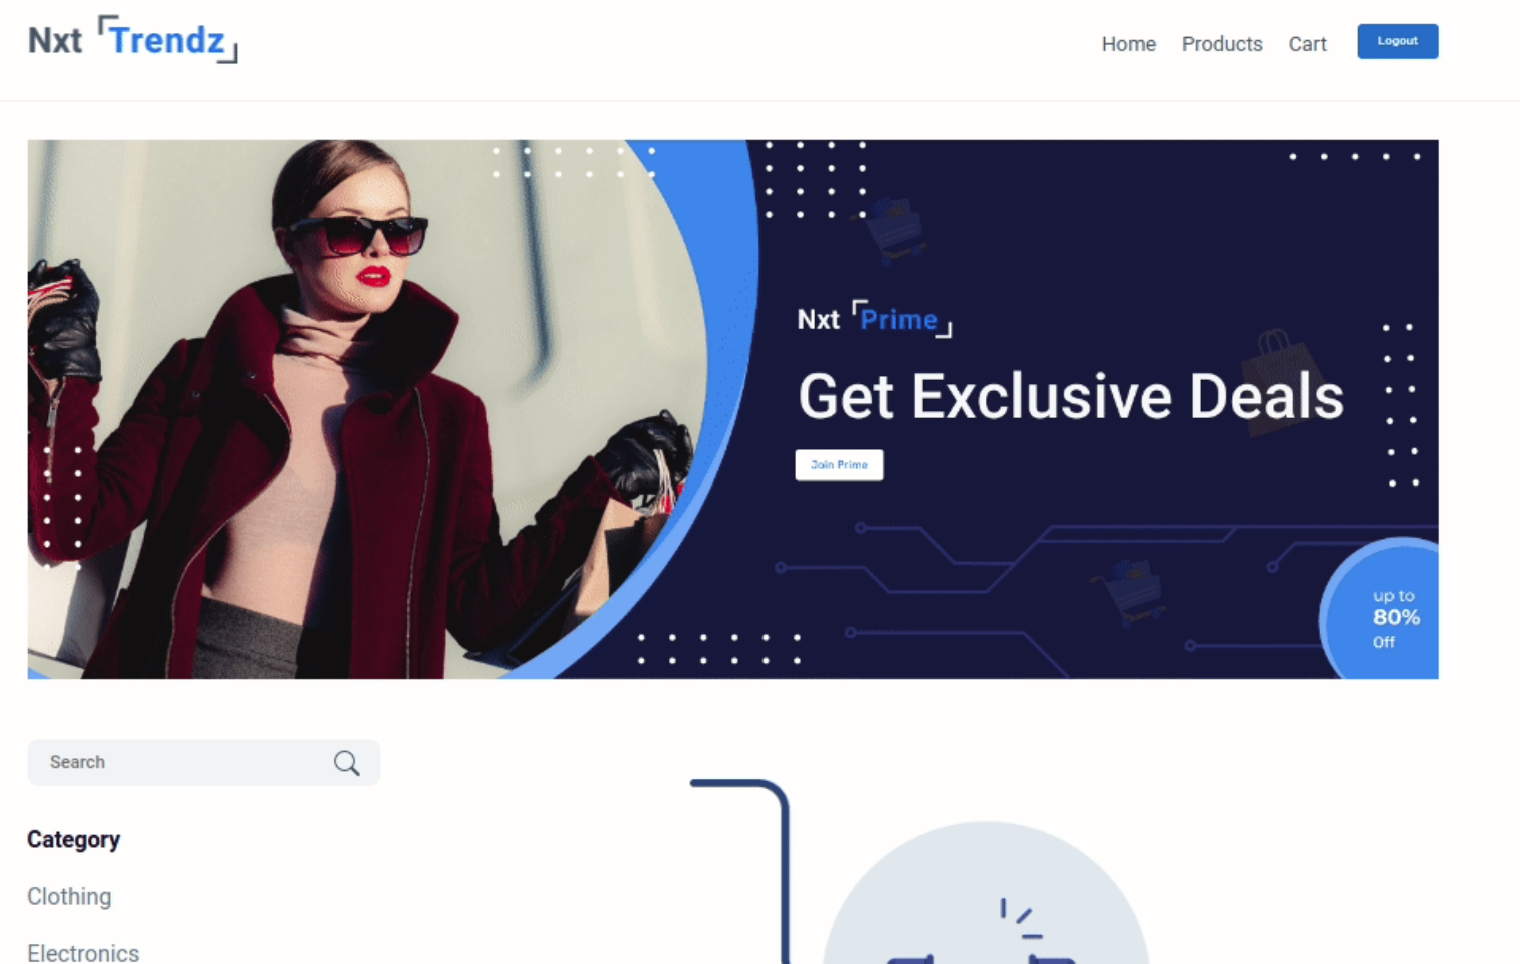 Nxt Trendz
Home Products Cart Logout
Nxt Prime
Get Exclusive Deals
Join Prime
up to
80%
Off
Search
Category
Clothing
Electronics